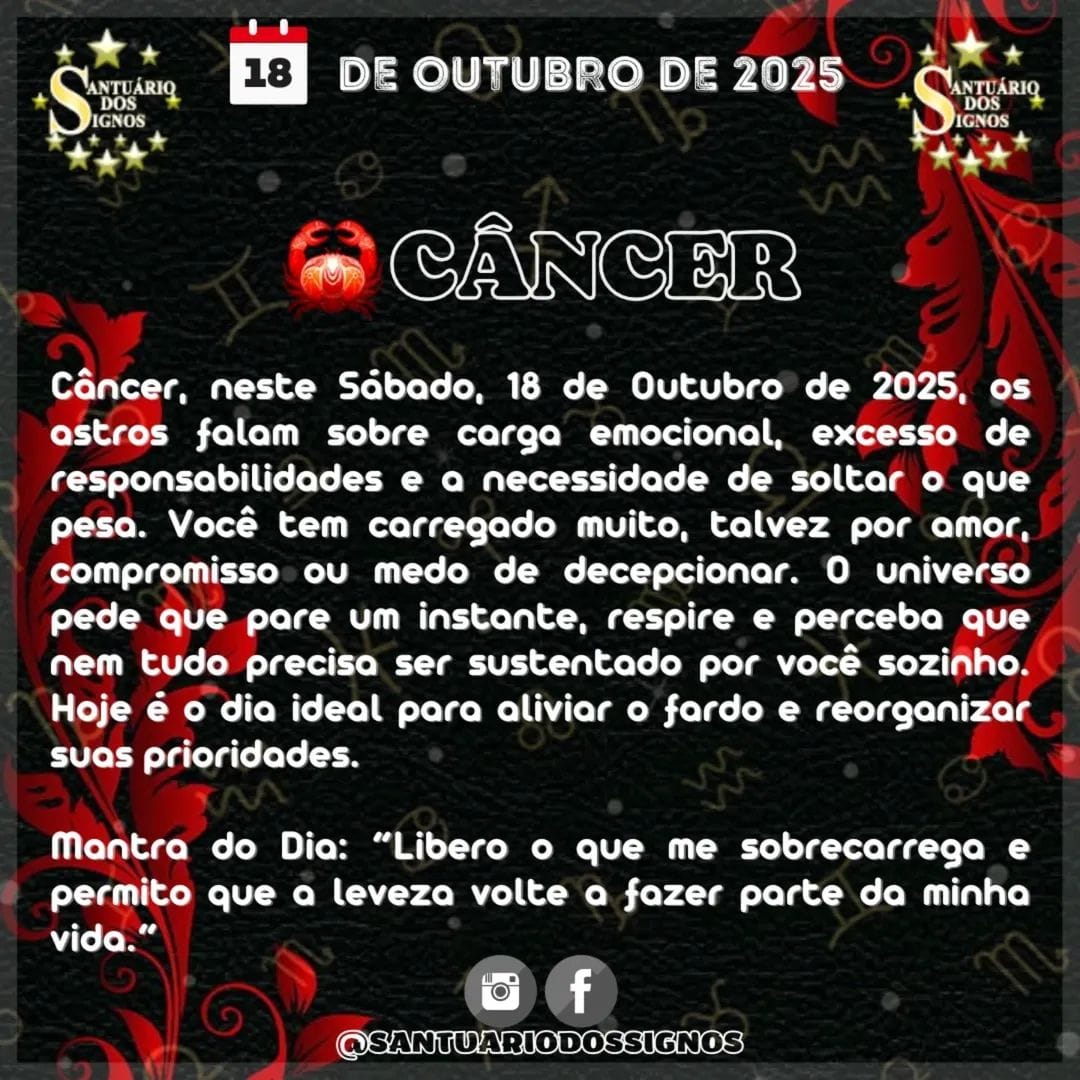 18 DE OUTUBRO DE 2025
SANTUÁRIO
DOS
SIGNOS
SANTUÁRIO
DOS
SIGNOS
CÂNCER
Câncer, neste Sábado, 18 de Outubro de 2025, os
astros falam sobre carga emocional, excesso de
responsabilidades e a necessidade de soltar o que
pesa. Você tem carregado muito, talvez por amor,
compromisso ou medo de decepcionar. O universo
pede que pare um instante, respire e perceba que
nem tudo precisa ser sustentado por você sozinho.
Hoje é o dia ideal para aliviar o fardo e reorganizar
suas prioridades.
Mantra do Dia: “Libero o que me sobrecarrega e
permito que a leveza volte a fazer parte da minha
vida.“
@SANTUARIODOSSIGNOS